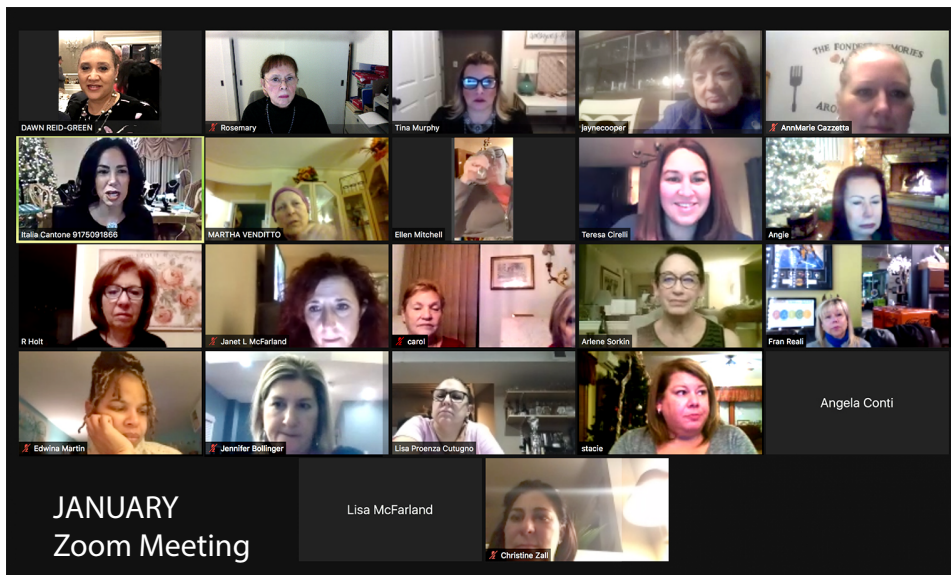 THE FONDEST MEMORIES
DAWN REID-GREEN
Rosemary
Tina Murphy
jaynecooper
AnnMarie Cazzetta
Italia Cantone 9175091866
MARTHA VENDITTO
Ellen Mitchell
Teresa Cirelli
Angie
R Holt
Janet L McFarland
carol
Arlene Sorkin
Fran Reali
Edwina Martin
Jennifer Bollinger
Lisa Proenza Cutugno
stacie
Angela Conti
Lisa McFarland
Christine Zall
JANUARY
Zoom Meeting